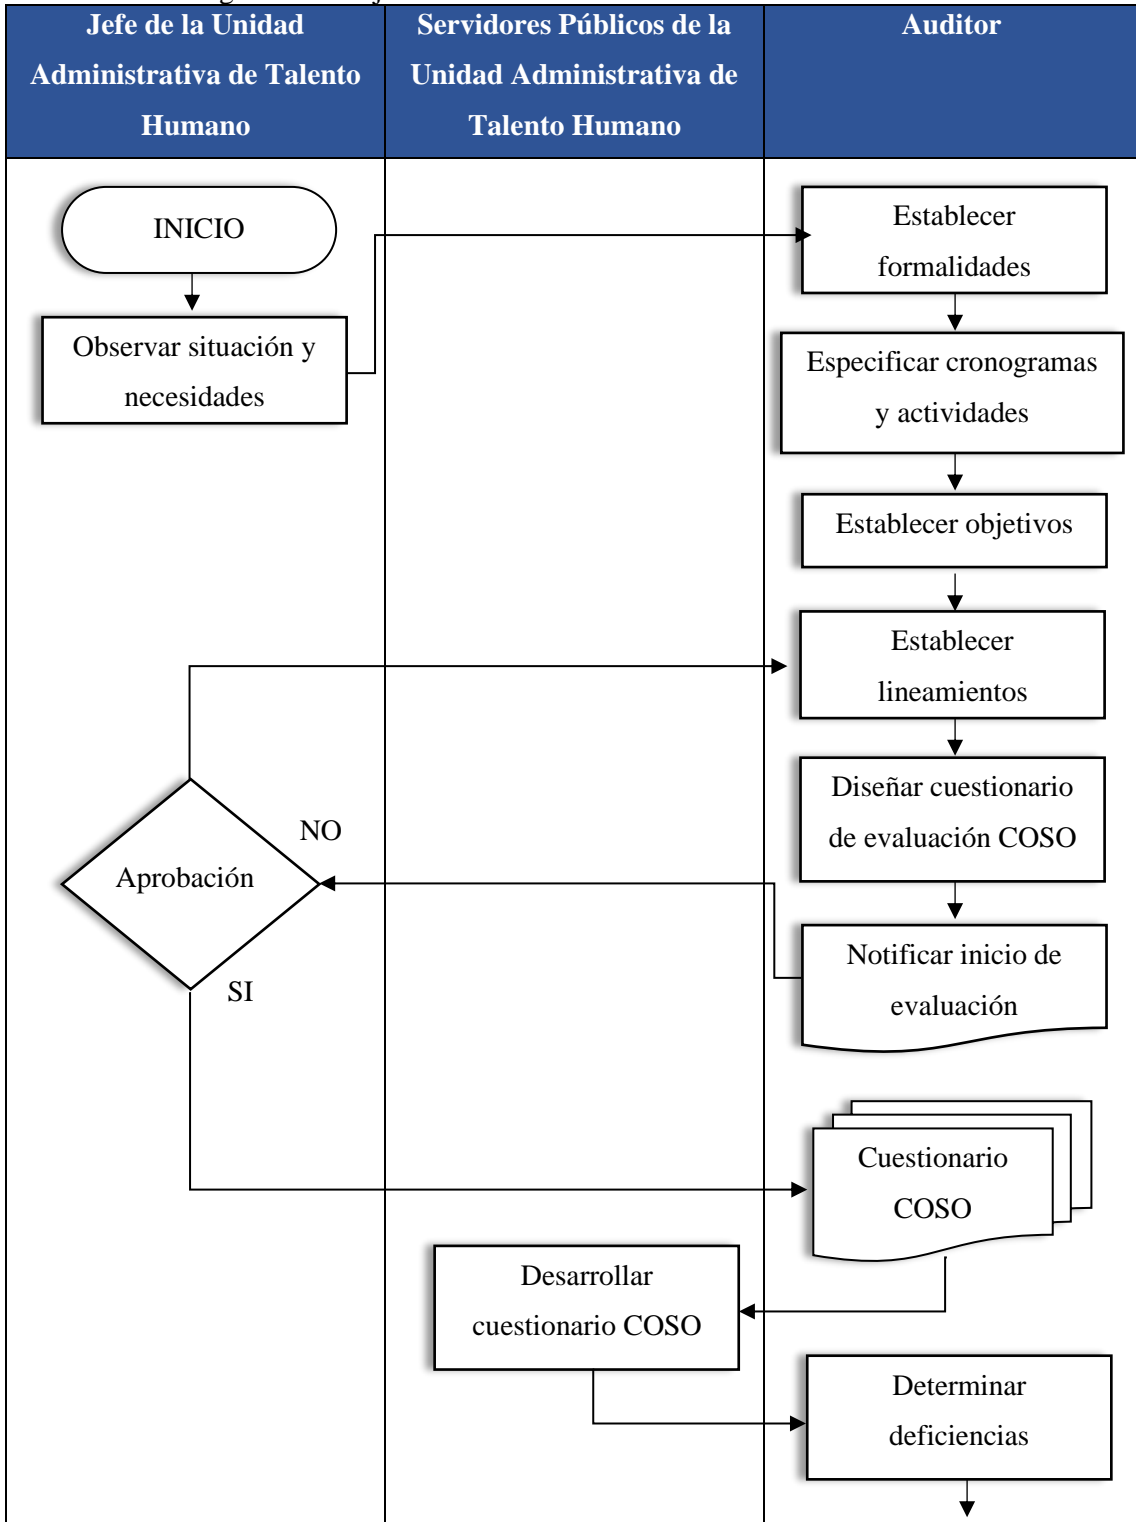 Jefe de la Unidad
Administrativa de Talento
Humano
Servidores Públicos de la
Unidad Administrativa de
Talento Humano
Auditor
INICIO
Observar situación y
necesidades
Establecer
formalidades
Especificar cronogramas
y actividades
Establecer objetivos
Establecer
lineamientos
Diseñar cuestionario
de evaluación COSO
NO
Aprobación
SI
Notificar inicio de
evaluación
Cuestionario
COSO
Desarrollar
cuestionario COSO
Determinar
deficiencias